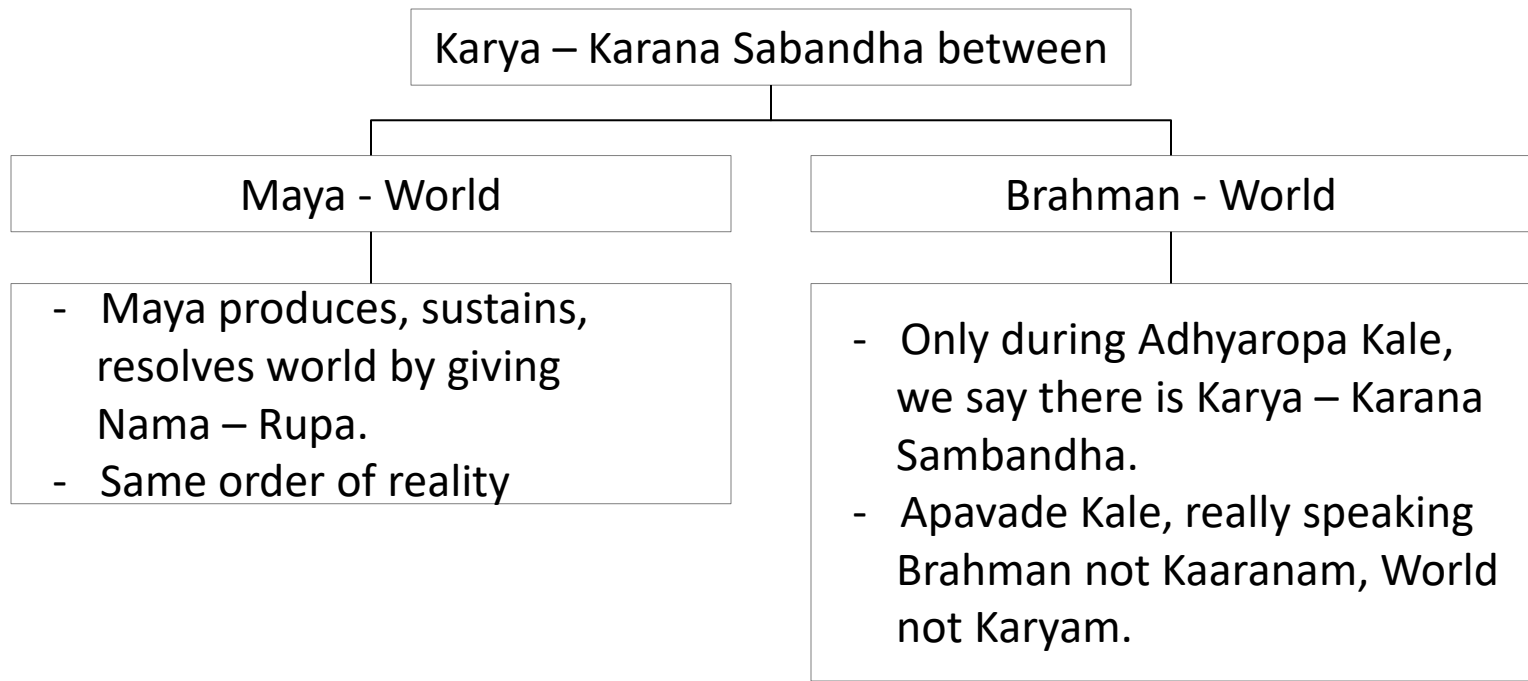 Karya – Karana Sabandha between
Maya - World
Brahman - World
- Maya produces, sustains,
resolves world by giving
Nama – Rupa.
- Same order of reality
- Only during Adhyaropa Kale,
we say there is Karya – Karana
Sambandha.
- Apavade Kale, really speaking
Brahman not Kaaranam, World
not Karyam.